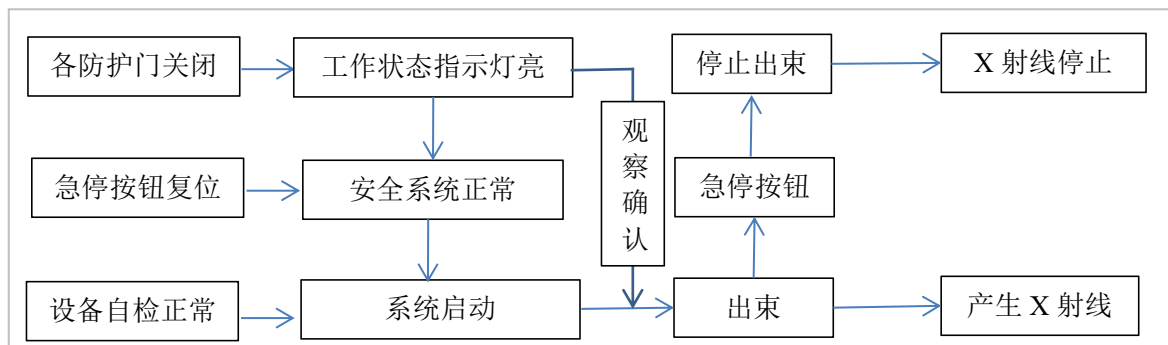 各防护门关闭
工作状态指示灯亮
停止出束
X 射线停止
观察确认
急停按钮复位
安全系统正常
急停按钮
设备自检正常
系统启动
出束
产生 X 射线